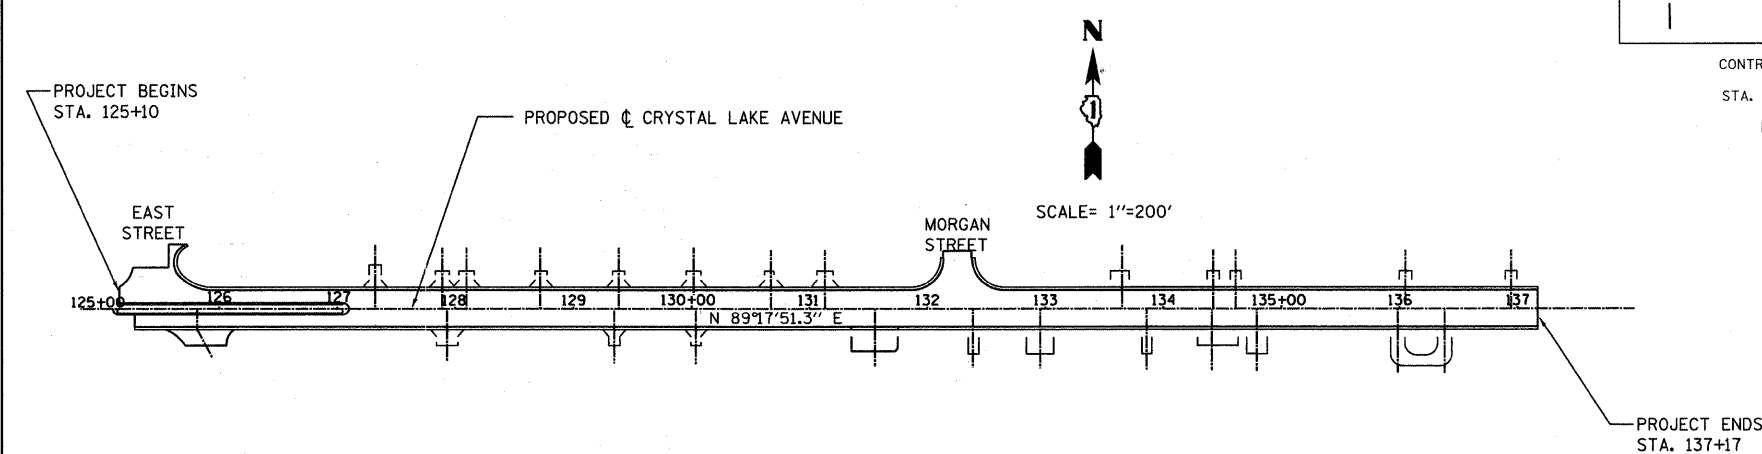 N
CONTR
STA.
PROJECT BEGINS
STA. 125+10
PROPOSED ℄ CRYSTAL LAKE AVENUE
1
EAST
STREET
SCALE= 1"=200'
MORGAN
STREET
125+00 126 127 128 129 130+00 131 132 133 134 135+00 136 137
N 89°17'51.3" E
PROJECT ENDS
STA. 137+17